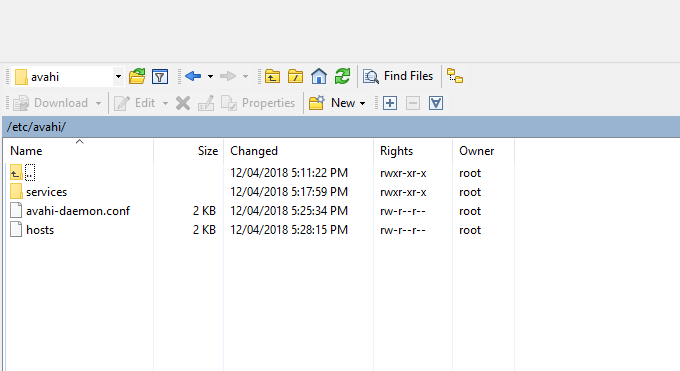 avahi Find Files
Download Edit Properties New
/etc/avahi/
Name Size Changed Rights Owner
.. 12/04/2018 5:11:22 PM rwxr-xr-x root
services 12/04/2018 5:17:59 PM rwxr-xr-x root
avahi-daemon.conf 2 KB 12/04/2018 5:25:34 PM rw-r--r-- root
hosts 2 KB 12/04/2018 5:28:15 PM rw-r--r-- root